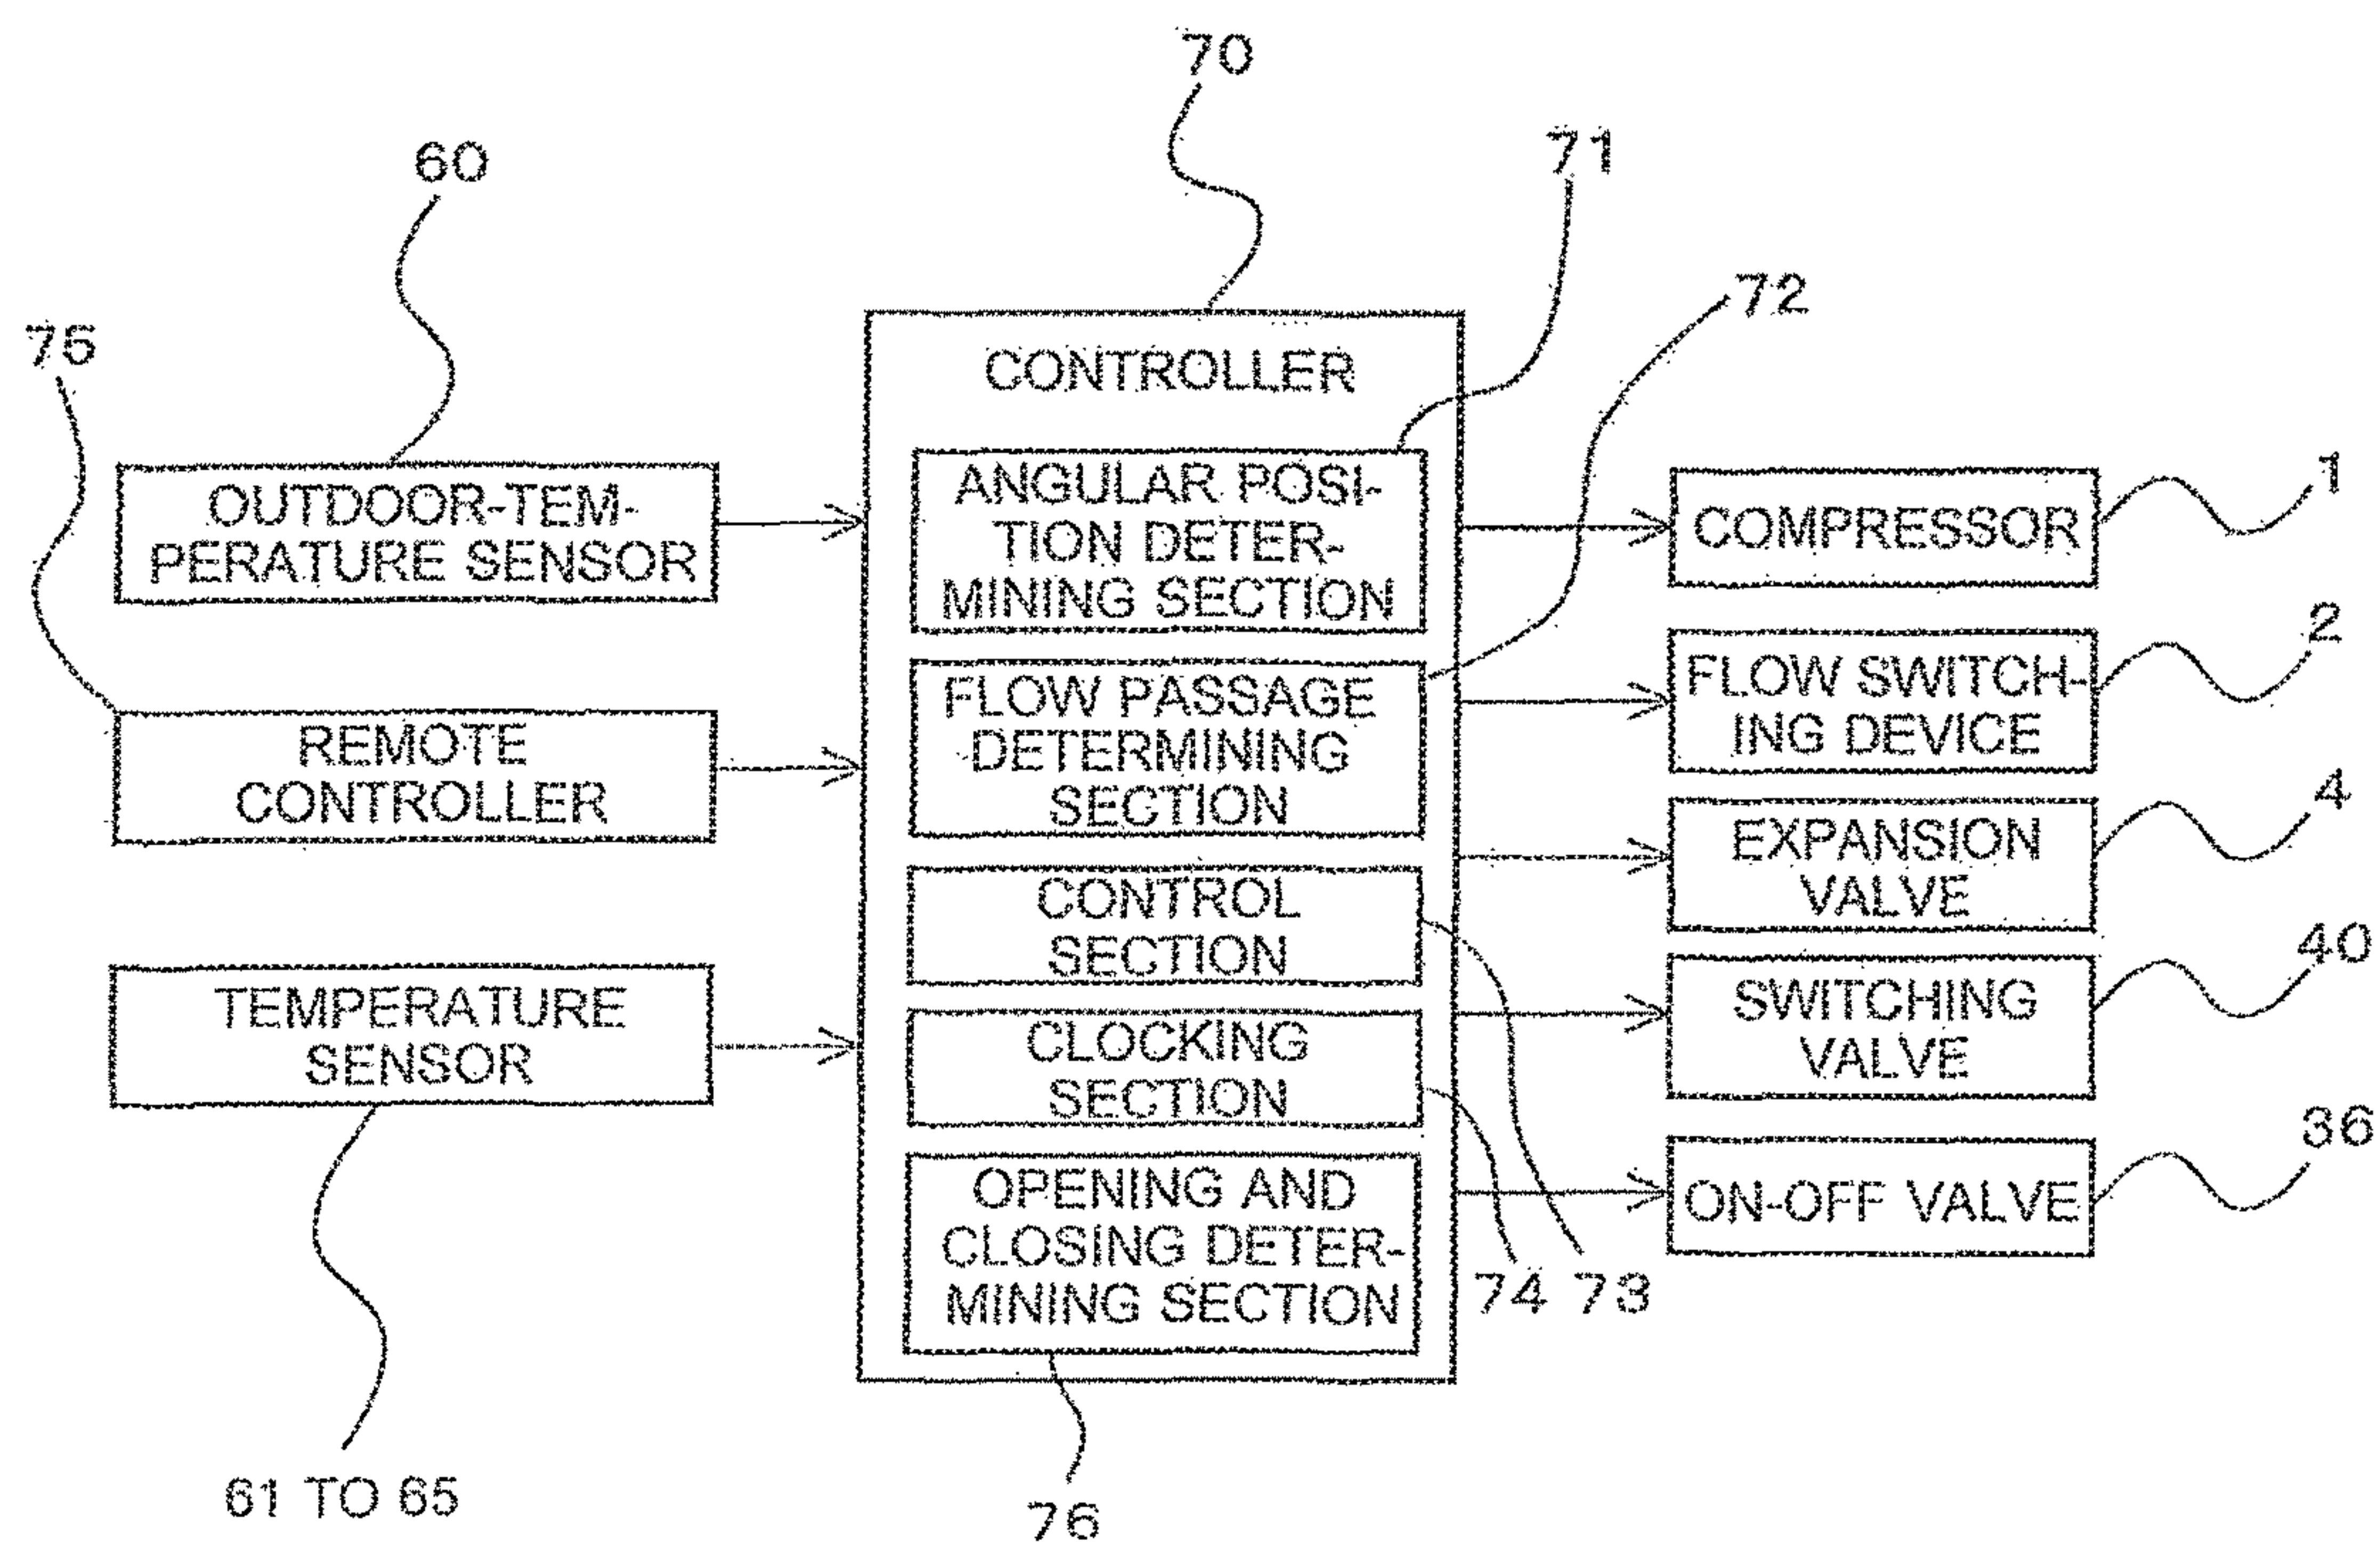 70
71
60
72
75
CONTROLLER
OUTDOOR-TEM-
PERATURE SENSOR
REMOTE
CONTROLLER
TEMPERATURE
SENSOR
61 TO 65
ANGULAR POSI-
TION DETER-
MINING SECTION
FLOW PASSAGE
DETERMINING
SECTION
CONTROL
SECTION
CLOCKING
SECTION
OPENING AND
CLOSING DETER-
MINING SECTION
76
74
73
COMPRESSOR
1
FLOW SWITCH-
ING DEVICE
2
EXPANSION
VALVE
4
SWITCHING
VALVE
40
ON-OFF VALVE
36